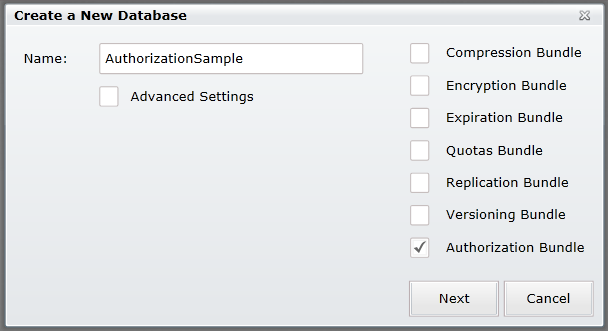 Create a New Database
Name:
AuthorizationSample
Advanced Settings
Compression Bundle
Encryption Bundle
Expiration Bundle
Quotas Bundle
Replication Bundle
Versioning Bundle
Authorization Bundle
Next
Cancel